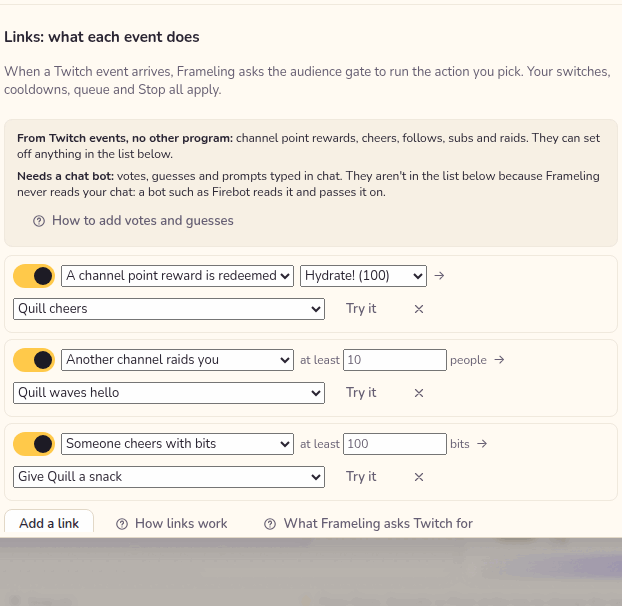 Links: what each event does
When a Twitch event arrives, Frameling asks the audience gate to run the action you pick. Your switches,
cooldowns, queue and Stop all apply.
From Twitch events, no other program: channel point rewards, cheers, follows, subs and raids. They can set
off anything in the list below.
Needs a chat bot: votes, guesses and prompts typed in chat. They aren't in the list below because Frameling
never reads your chat: a bot such as Firebot reads it and passes it on.
How to add votes and guesses
A channel point reward is redeemed Hydrate! (100) →
Quill cheers Try it ×
Another channel raids you at least 10 people →
Quill waves hello Try it ×
Someone cheers with bits at least 100 bits →
Give Quill a snack Try it ×
Add a link How links work What Frameling asks Twitch for